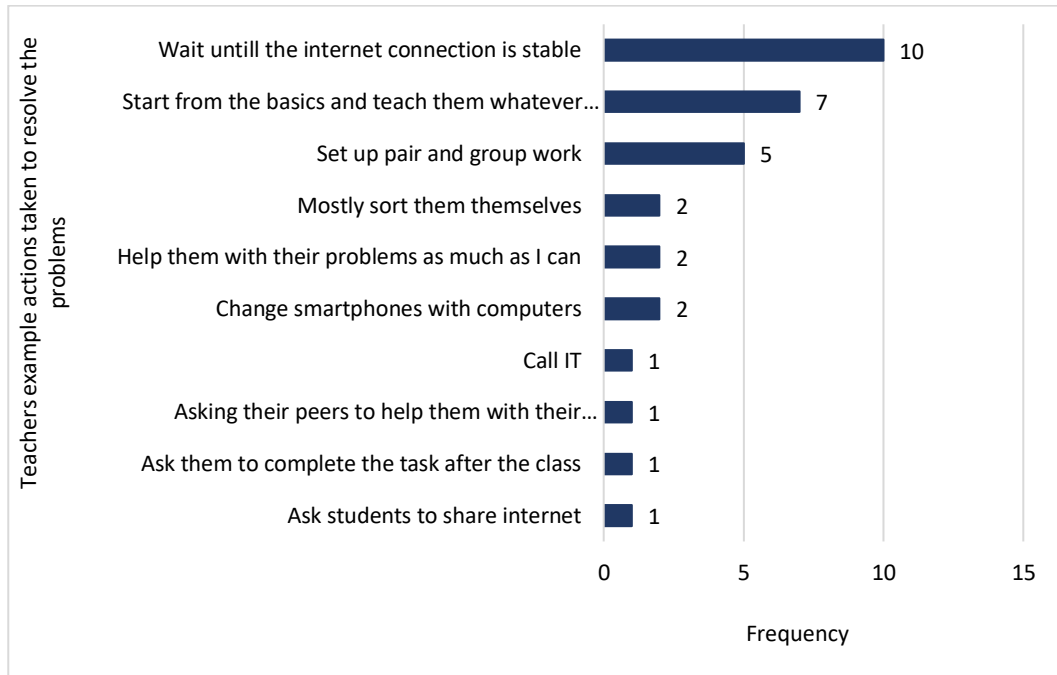 Teachers example actions taken to resolve the
problems
Wait untill the internet connection is stable
10
Start from the basics and teach them whatever...
7
Set up pair and group work
5
Mostly sort them themselves
2
Help them with their problems as much as I can
2
Change smartphones with computers
2
Call IT
1
Asking their peers to help them with their...
1
Ask them to complete the task after the class
1
Ask students to share internet
1
0 5 10 15
Frequency